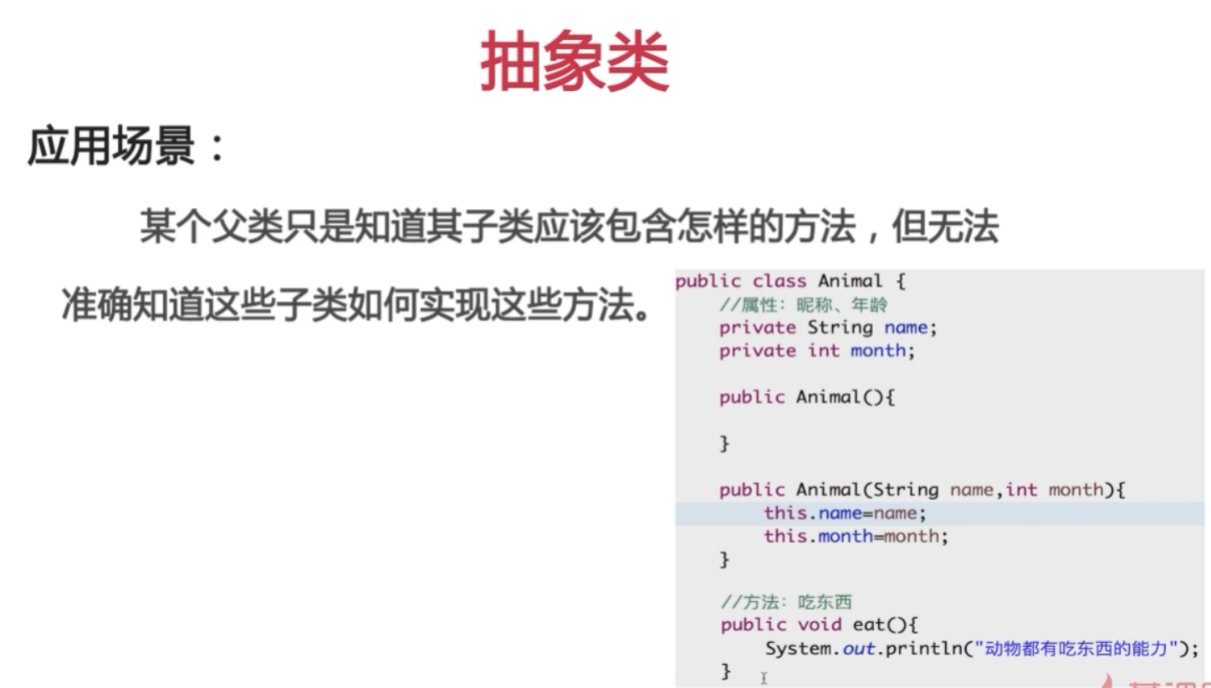 抽象类
应用场景：
某个父类只是知道其子类应该包含怎样的方法，但无法
准确知道这些子类如何实现这些方法。
public class Animal {
//属性：昵称、年龄
private String name;
private int month;
public Animal(){
}
public Animal(String name,int month){
this.name=name;
this.month=month;
}
//方法：吃东西
public void eat(){
System.out.println("动物都有吃东西的能力");
}